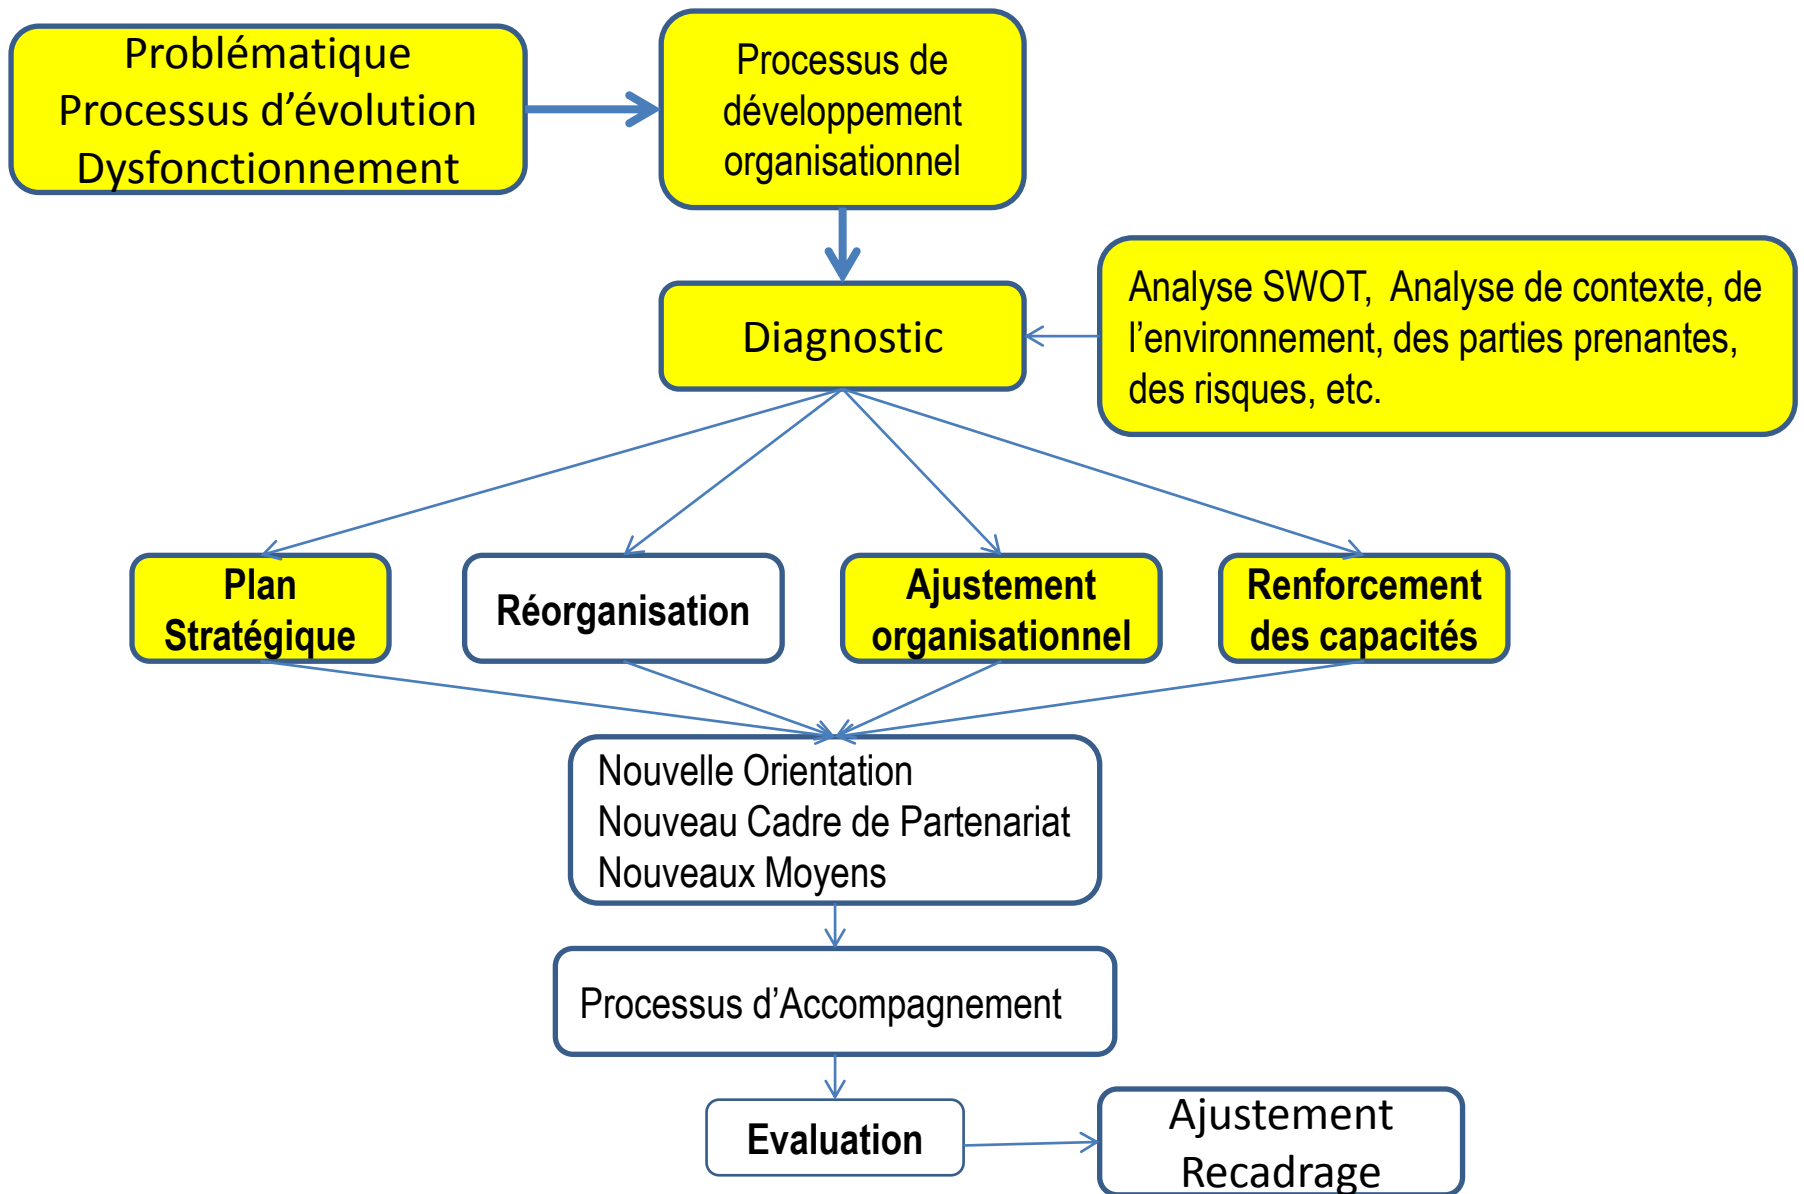 Problématique
Processus d’évolution
Dysfonctionnement
Processus de
développement
organisationnel
Diagnostic
Analyse SWOT, Analyse de contexte, de
l’environnement, des parties prenantes,
des risques, etc.
Plan
Stratégique
Réorganisation
Ajustement
organisationnel
Renforcement
des capacités
Nouvelle Orientation
Nouveau Cadre de Partenariat
Nouveaux Moyens
Processus d’Accompagnement
Evaluation
Ajustement
Recadrage